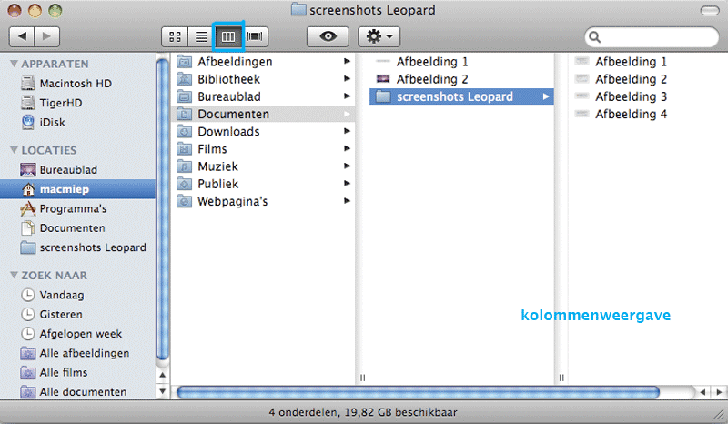 screenshots Leopard
APPARATEN
Macintosh HD
TigerHD
iDisk
LOCATIES
Bureaublad
macmiep
Programma's
Documenten
screenshots Leopard
ZOEK NAAR
Vandaag
Gisteren
Afgelopen week
Alle afbeeldingen
Alle films
Alle documenten
Afbeeldingen
Bibliotheek
Bureaublad
Documenten
Downloads
Films
Muziek
Publiek
Webpagina's
Afbeelding 1
Afbeelding 2
screenshots Leopard
Afbeelding 1
Afbeelding 2
Afbeelding 3
Afbeelding 4
kolommenweergave
4 onderdelen, 19,82 GB beschikbaar